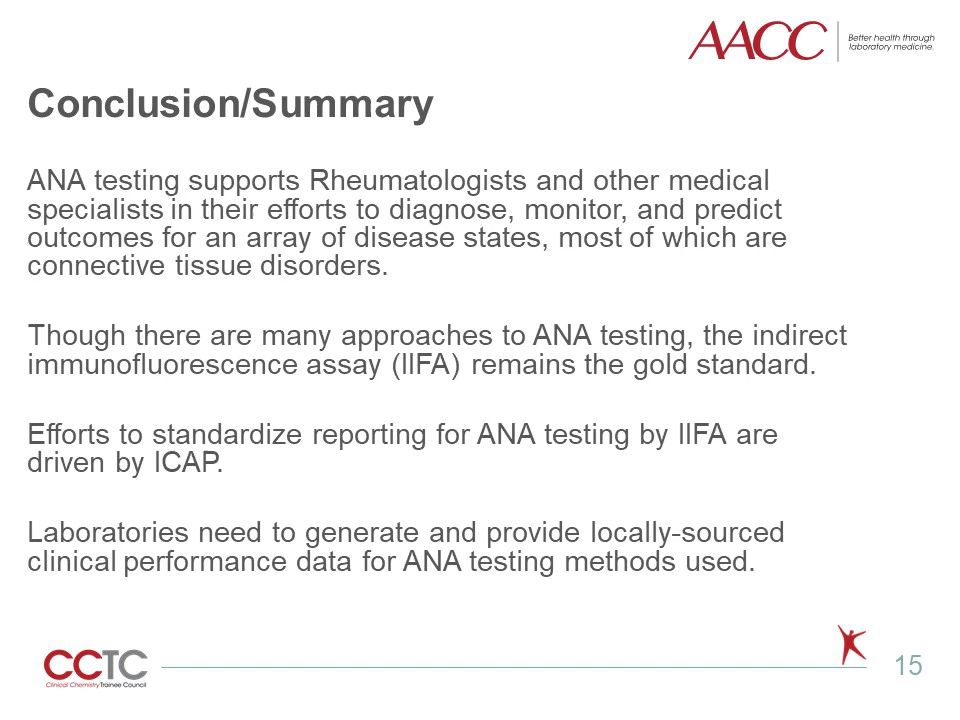 AACC
Better health through
laboratory medicine.
Conclusion/Summary
ANA testing supports Rheumatologists and other medical
specialists in their efforts to diagnose, monitor, and predict
outcomes for an array of disease states, most of which are
connective tissue disorders.
Though there are many approaches to ANA testing, the indirect
immunofluorescence assay (IIFA) remains the gold standard.
Efforts to standardize reporting for ANA testing by IIFA are
driven by ICAP.
Laboratories need to generate and provide locally-sourced
clinical performance data for ANA testing methods used.
CCTC
Clinical Chemistry Trainee Council
15